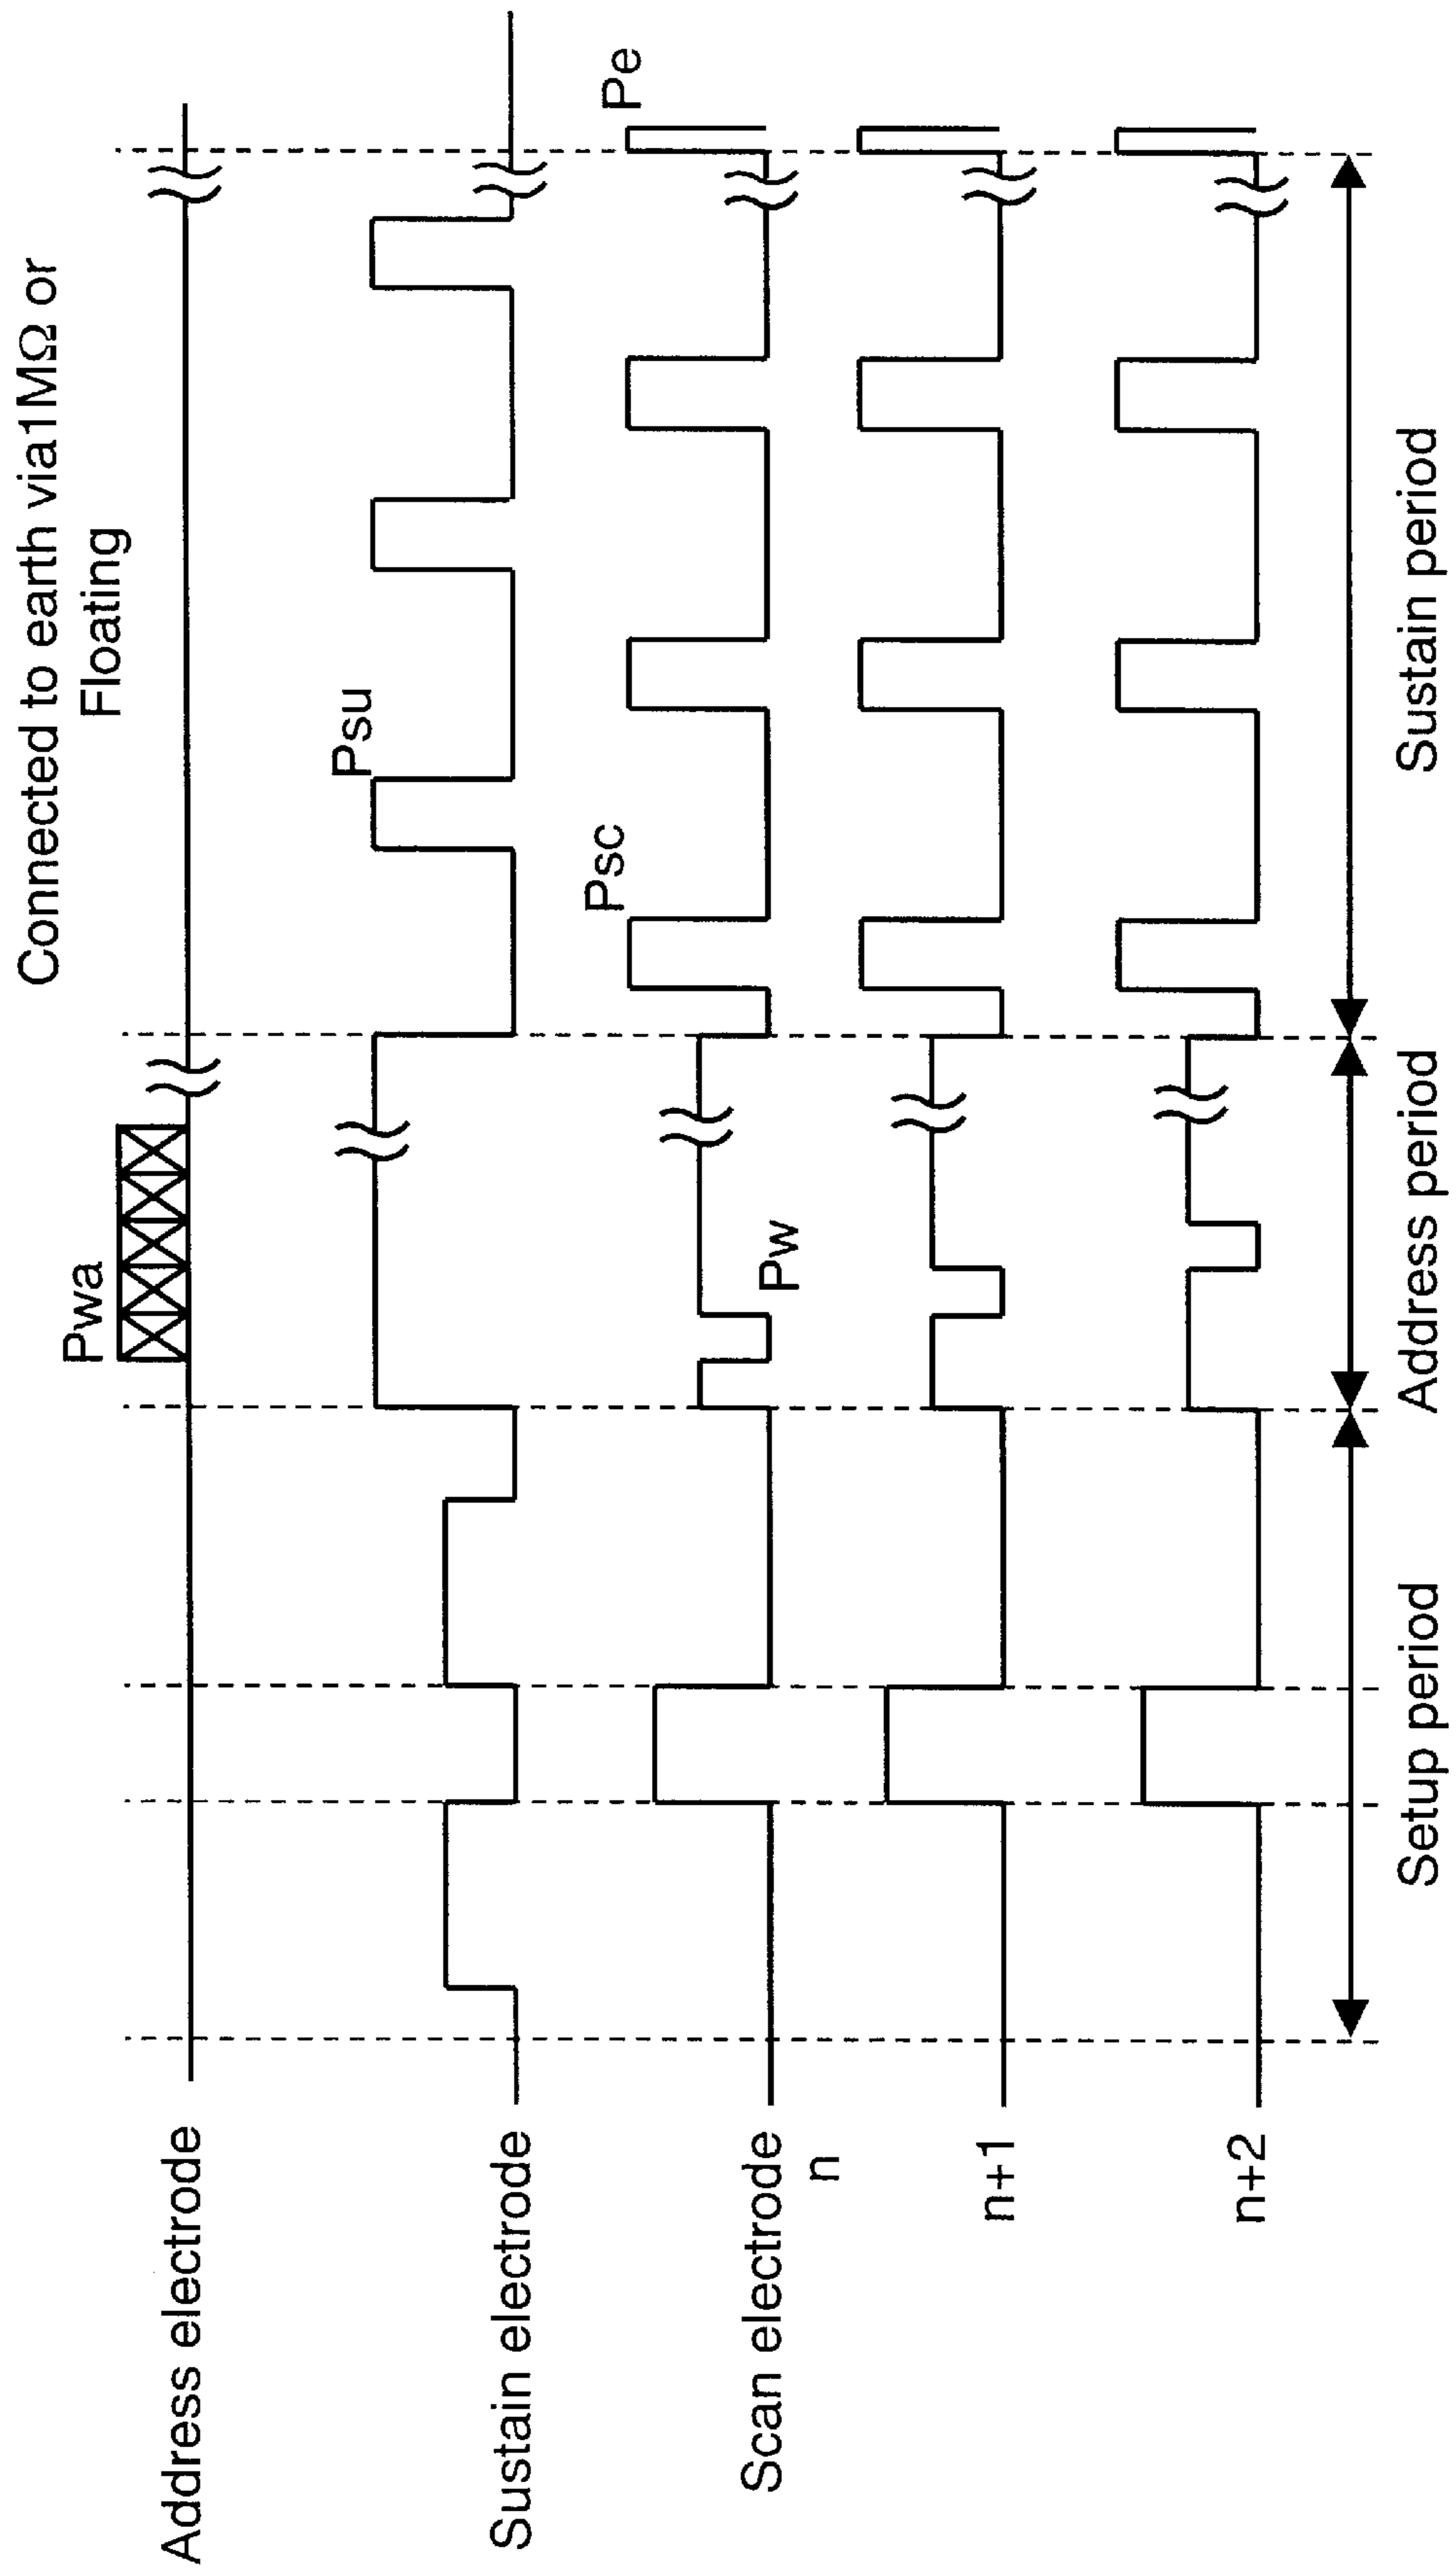 Connected to earth via1MΩ or
Floating
Pwa
Address electrode
Psu
Sustain electrode
Psc
Pe
Pw
Scan electrode
n
n+1
n+2
Setup period
Address period
Sustain period